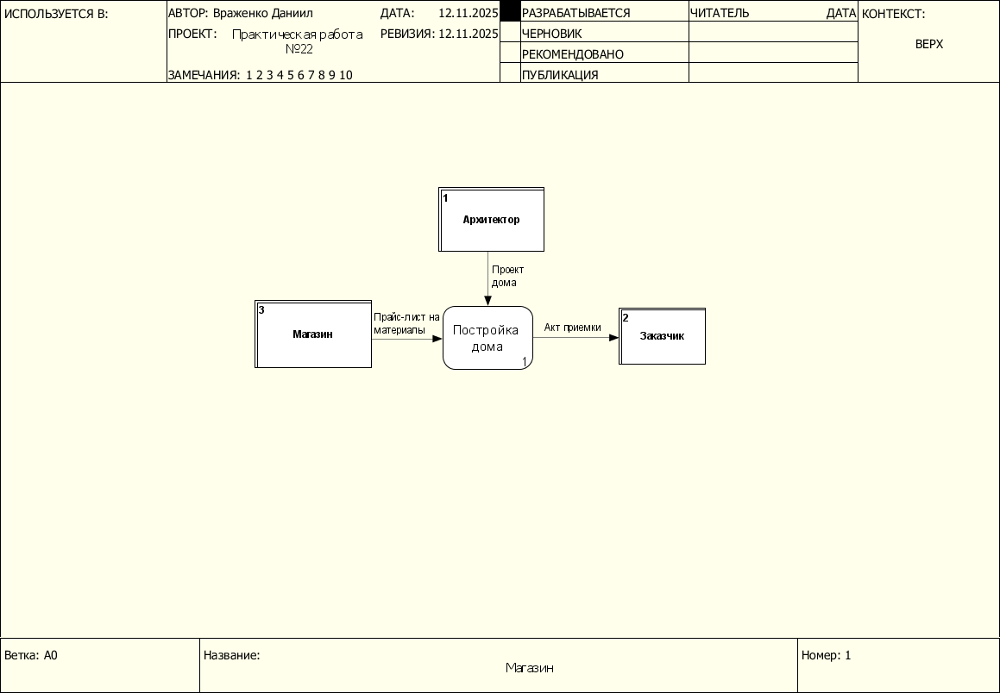 ИСПОЛЬЗУЕТСЯ В:
АВТОР: Враженко Даниил
ДАТА: 12.11.2025
ПРОЕКТ: Практическая работа
№22
РЕВИЗИЯ: 12.11.2025
ЗАМЕЧАНИЯ: 1 2 3 4 5 6 7 8 9 10
РАЗРАБАТЫВАЕТСЯ
ЧЕРНОВИК
РЕКОМЕНДОВАНО
ПУБЛИКАЦИЯ
ЧИТАТЕЛЬ ДАТА
КОНТЕКСТ:
ВЕРХ
1
Архитектор
Проект
дома
3
Магазин
Прайс-лист на
материалы
Постройка
дома
1
Акт приемки
2
Заказчик
Ветка: A0
Название:
Магазин
Номер: 1